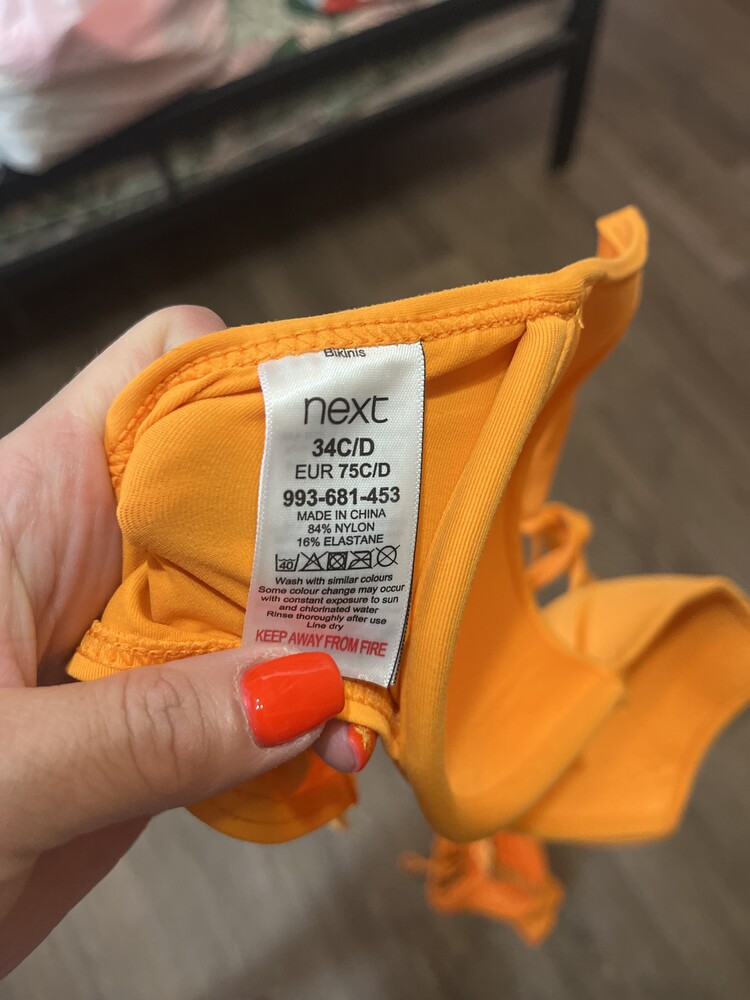 Bikinis
next
34C/D
EUR 75C/D
993-681-453
MADE IN CHINA
84% NYLON
16% ELASTANE
40
Wash with similar colours
Some colour change may occur
with constant exposure to sun
and chlorinated water
Rinse thoroughly after use
Line dry
KEEP AWAY FROM FIRE